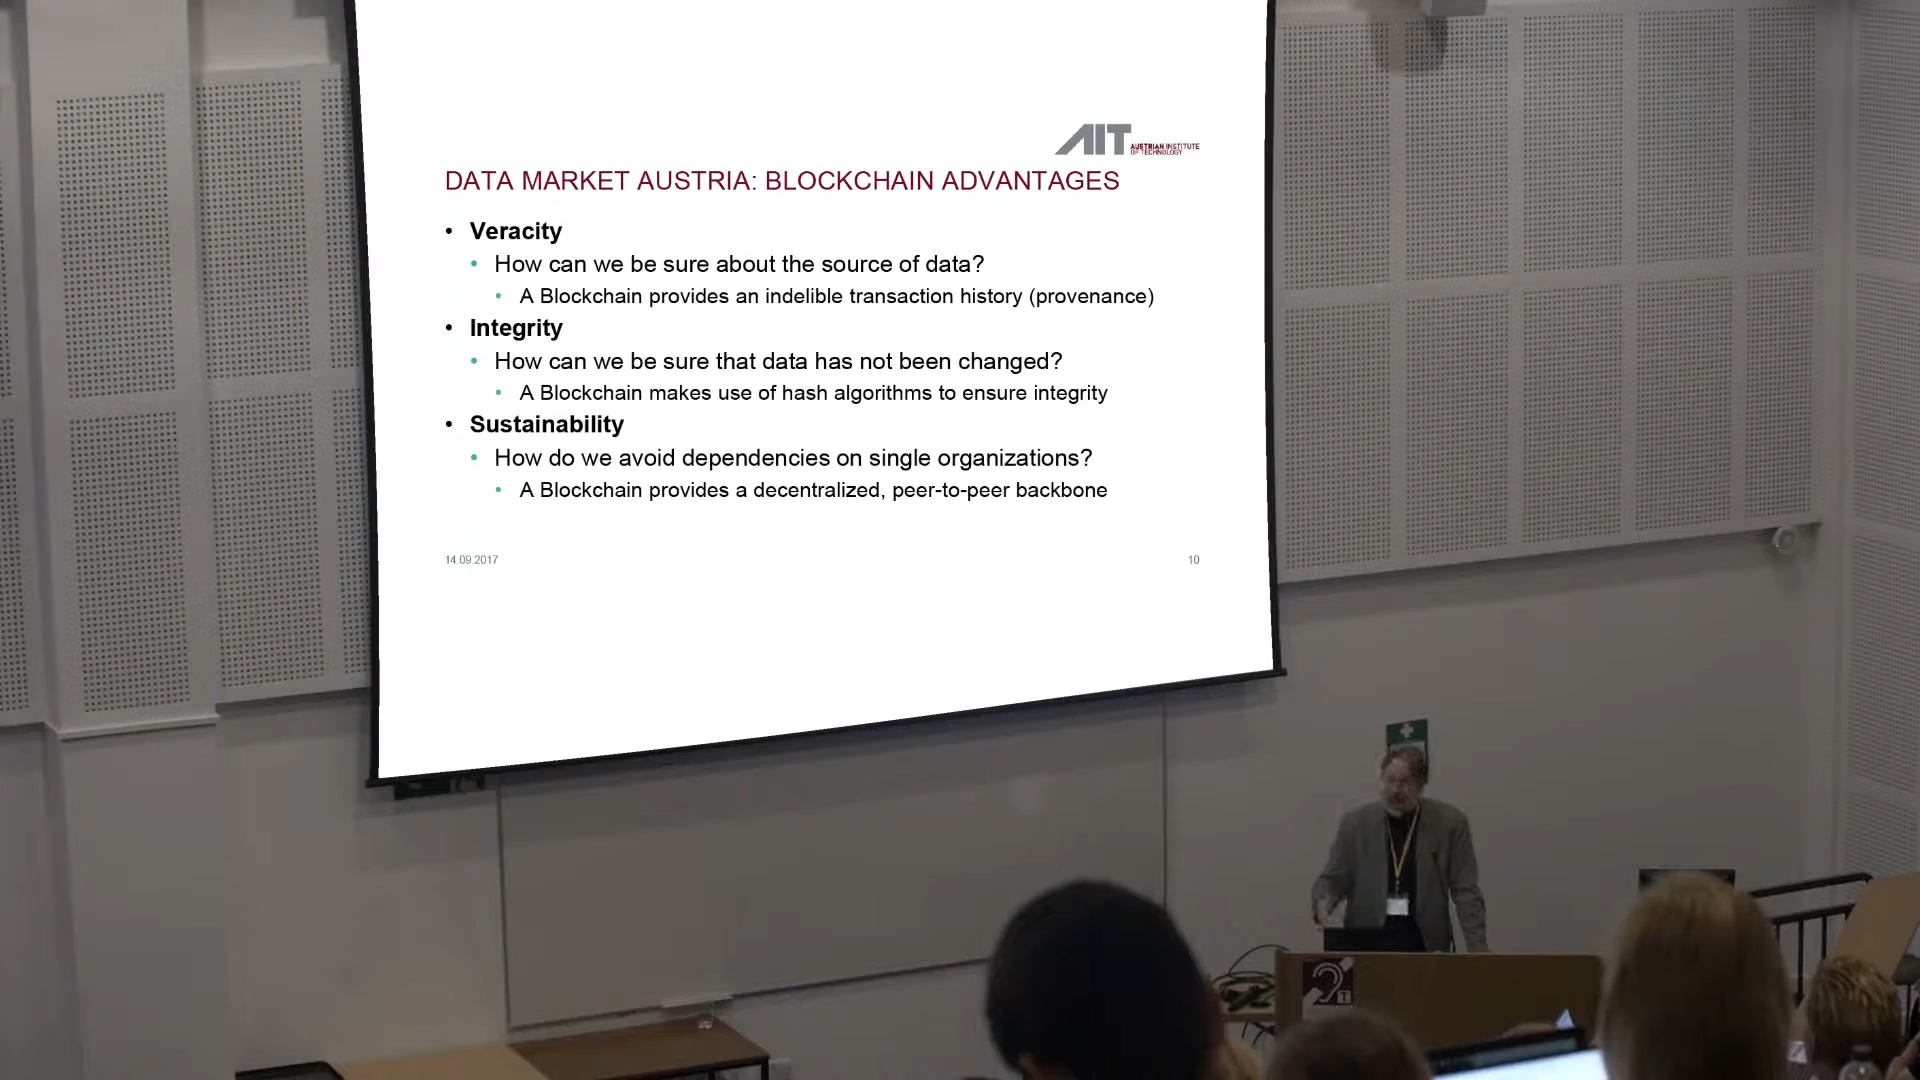 AIT AUSTRIAN INSTITUTE
OF TECHNOLOGY
DATA MARKET AUSTRIA: BLOCKCHAIN ADVANTAGES
• Veracity
• How can we be sure about the source of data?
• A Blockchain provides an indelible transaction history (provenance)
• Integrity
• How can we be sure that data has not been changed?
• A Blockchain makes use of hash algorithms to ensure integrity
• Sustainability
• How do we avoid dependencies on single organizations?
• A Blockchain provides a decentralized, peer-to-peer backbone
14.09.2017
10
T